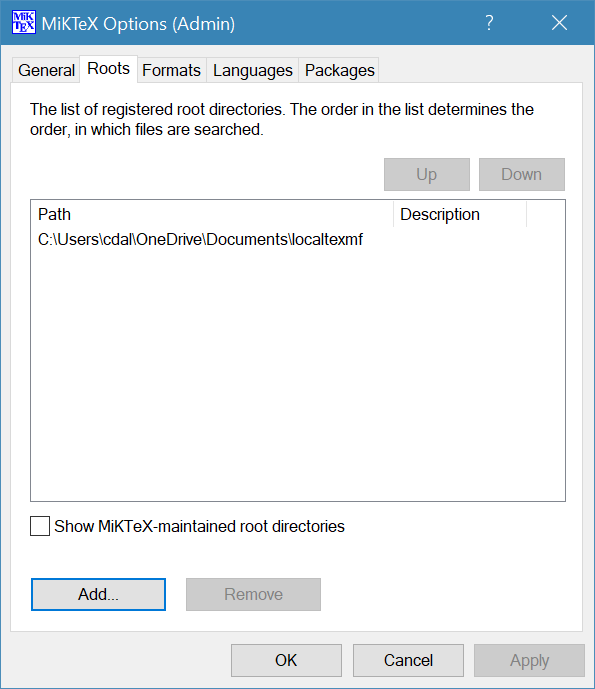 MiKTeX Options (Admin)
General Roots Formats Languages Packages
The list of registered root directories. The order in the list determines the
order, in which files are searched.
Up Down
Path Description
C:\Users\cdal\OneDrive\Documents\localtexmf
Show MiKTeX-maintained root directories
Add... Remove
OK Cancel Apply